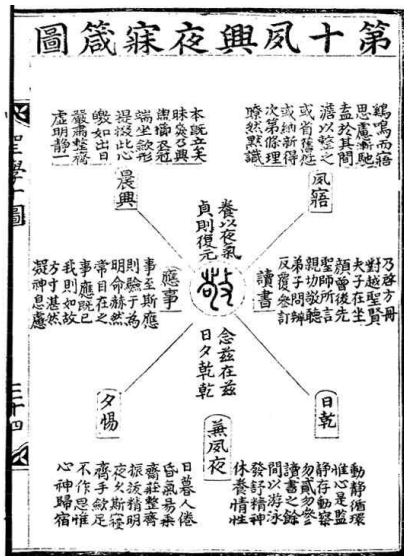 第十夙興夜寐箴圖
鷄鳴而寤
思慮漸馳
盍於其間
澹以整之
或省舊愆
或紬新得
次第條理
瞭然默識
夙寤
本旣立矣
昧爽乃興
盥櫛衣冠
端坐斂形
提掇此心
皦如出日
嚴肅整齊
虛明靜一
晨興
養以夜氣
貞則復元
敬
念茲在茲
日夕乾乾
讀書
乃啓方冊
對越聖賢
夫子在坐
顔曾後先
聖師所言
親切敬聽
弟子問辨
反覆參訂
應事
事至斯應
則驗于爲
明命赫然
常目在之
事應旣已
我則如故
方寸湛然
凝神息慮
日乾
動靜循環
惟心是監
靜存動察
勿貳勿參
讀書之餘
間以游泳
發舒精神
休養情性
兼夙夜
夕惕
日暮人倦
昏氣易乘
齋莊整齊
振拔精明
夜久斯寢
齊手斂足
不作思惟
心神歸宿
聖學十圖